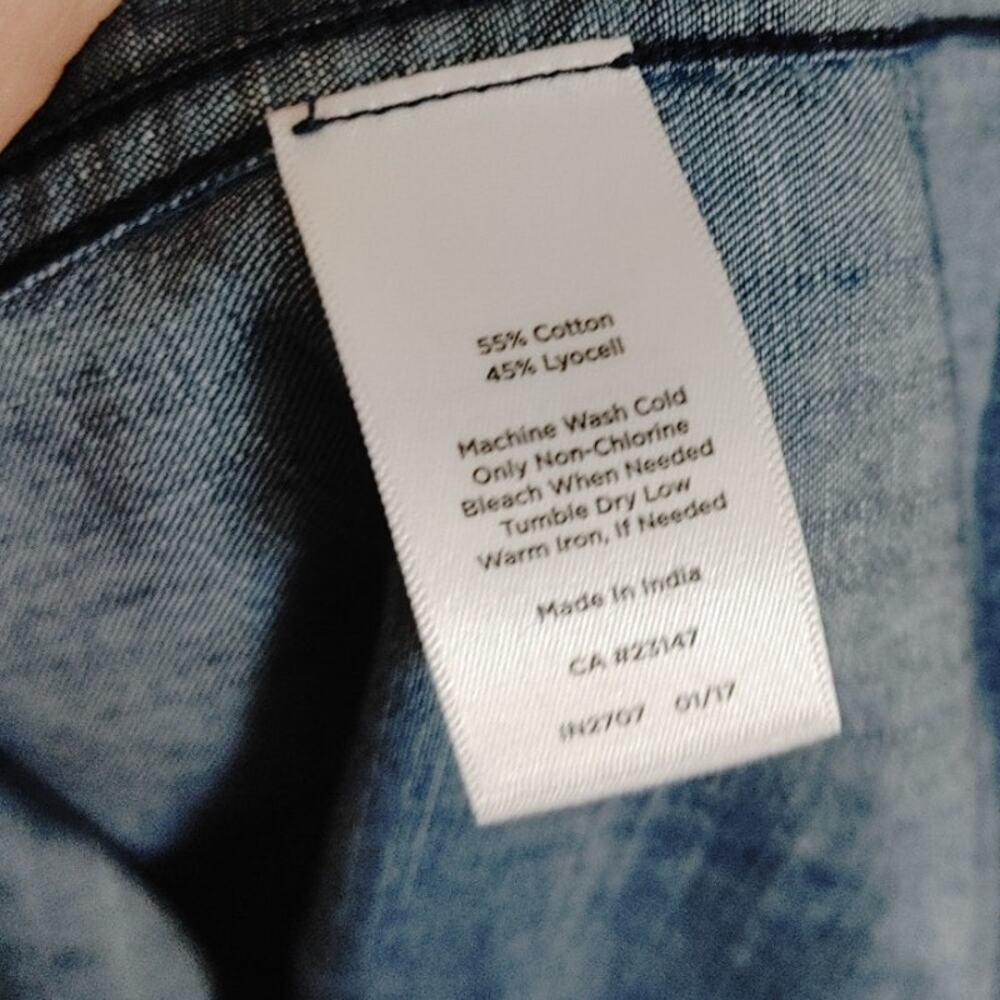 55% Cotton
45% Lyocell
Machine Wash Cold
Only Non-Chlorine
Bleach When Needed
Tumble Dry Low
Warm Iron, If Needed
Made In India
CA #23147
IN2707 01/17